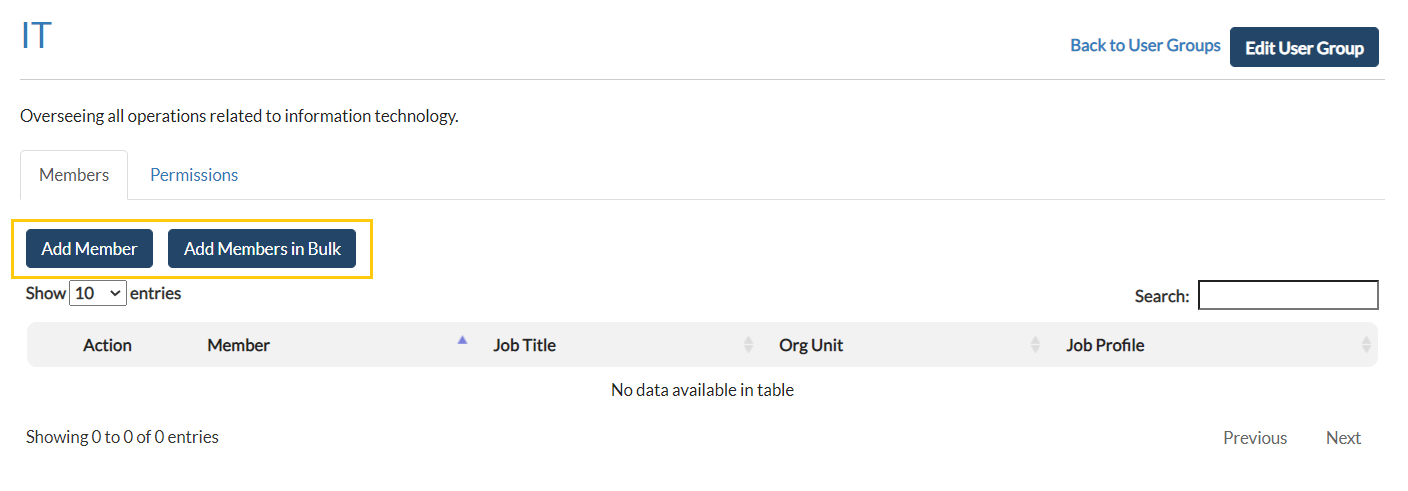 IT
Back to User Groups Edit User Group
Overseeing all operations related to information technology.
Members Permissions
Add Member Add Members in Bulk
Show 10 entries
Search:
Action Member Job Title Org Unit Job Profile
No data available in table
Showing 0 to 0 of 0 entries
Previous Next